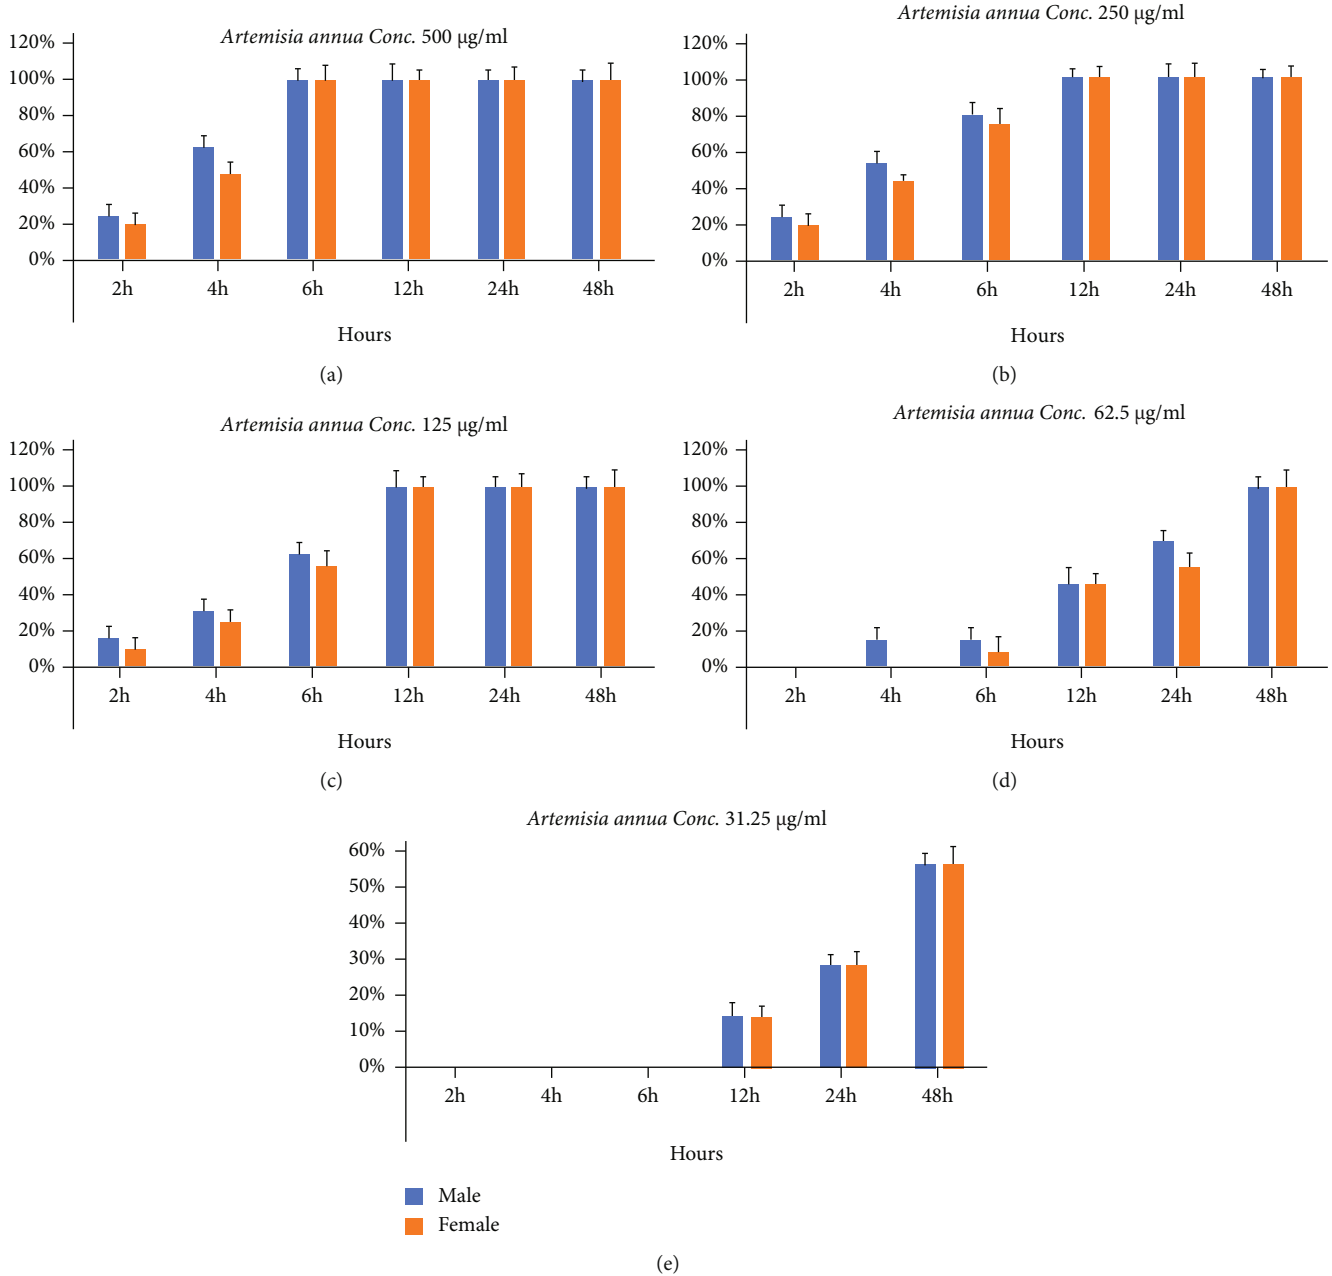 Artemisia annua Conc. 500 µg/ml
120%
100%
80%
60%
40%
20%
0%
2h 4h 6h 12h 24h 48h
Hours
(a)
Artemisia annua Conc. 250 µg/ml
120%
100%
80%
60%
40%
20%
0%
2h 4h 6h 12h 24h 48h
Hours
(b)
Artemisia annua Conc. 125 µg/ml
120%
100%
80%
60%
40%
20%
0%
2h 4h 6h 12h 24h 48h
Hours
(c)
Artemisia annua Conc. 62.5 µg/ml
120%
100%
80%
60%
40%
20%
0%
2h 4h 6h 12h 24h 48h
Hours
(d)
Artemisia annua Conc. 31.25 µg/ml
60%
50%
40%
30%
20%
10%
0%
2h 4h 6h 12h 24h 48h
Hours
Male
Female
(e)